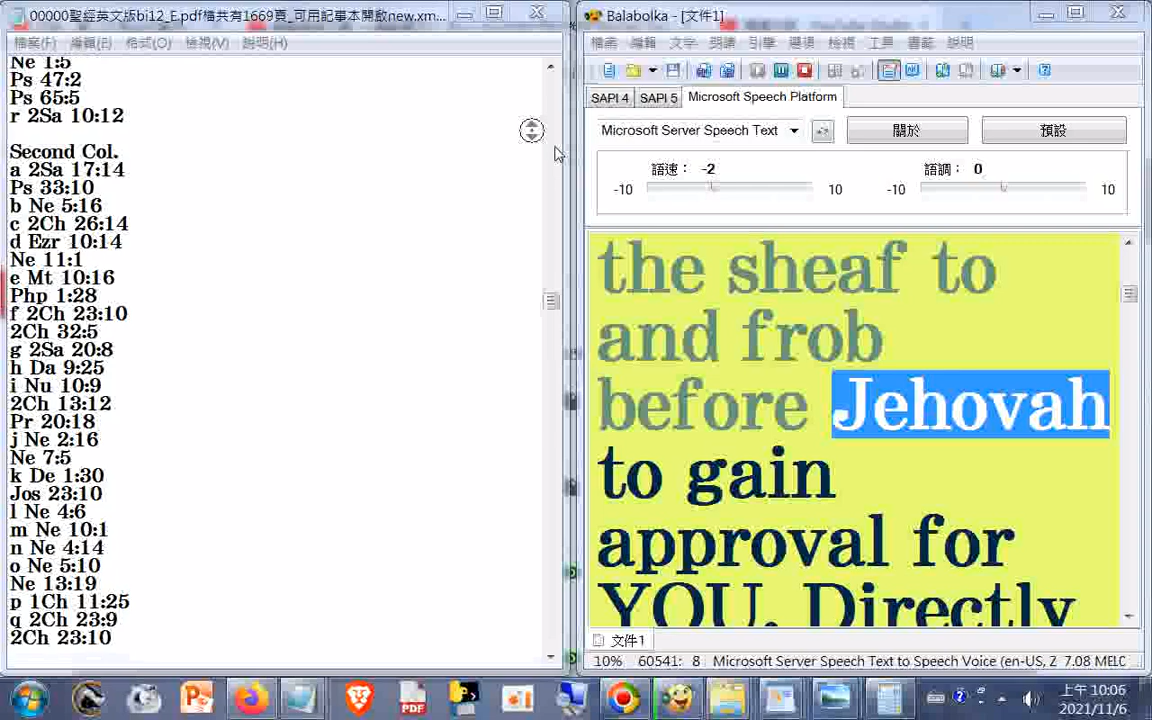 00000聖經英文版bi12_E.pdf檔共有1669頁_可用記事本開啟new.xm...
檔案(F) 編輯(E) 格式(O) 檢視(V) 說明(H)
Ne 1:5
Ps 47:2
Ps 65:5
r 2Sa 10:12
Second Col.
a 2Sa 17:14
Ps 33:10
b Ne 5:16
c 2Ch 26:14
d Ezr 10:14
Ne 11:1
e Mt 10:16
Php 1:28
f 2Ch 23:10
2Ch 32:5
g 2Sa 20:8
h Da 9:25
i Nu 10:9
2Ch 13:12
Pr 20:18
j Ne 2:16
Ne 7:5
k De 1:30
Jos 23:10
l Ne 4:6
m Ne 10:1
n Ne 4:14
o Ne 5:10
Ne 13:19
p 1Ch 11:25
q 2Ch 23:9
2Ch 23:10
Balabolka - [文件1]
檔案 編輯 文字 朗讀 引擎 選項 檢視 工具 書籤 說明
SAPI 4 SAPI 5 Microsoft Speech Platform
Microsoft Server Speech Text 關於 預設
語速： -2 語調： 0
-10 10 -10 10
the sheaf to
and frob
before Jehovah
to gain
approval for
YOU. Directly
文件1
10% 60541: 8 Microsoft Server Speech Text to Speech Voice (en-US, Z 7.08 MELC
PDF
上午 10:06
2021/11/6